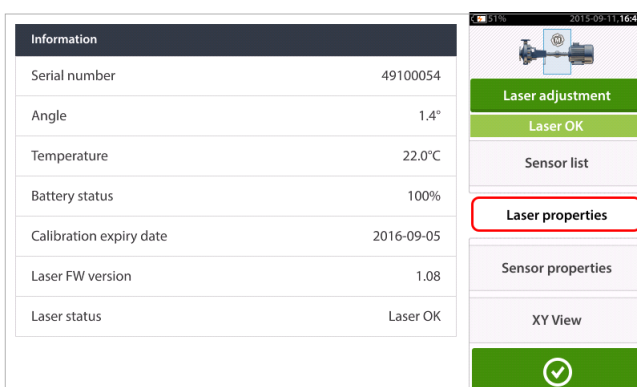 51% 2015-09-11,16:4
Information
Serial number 49100054
Angle 1.4°
Temperature 22.0°C
Battery status 100%
Calibration expiry date 2016-09-05
Laser FW version 1.08
Laser status Laser OK
Laser adjustment
Laser OK
Sensor list
Laser properties
Sensor properties
XY View